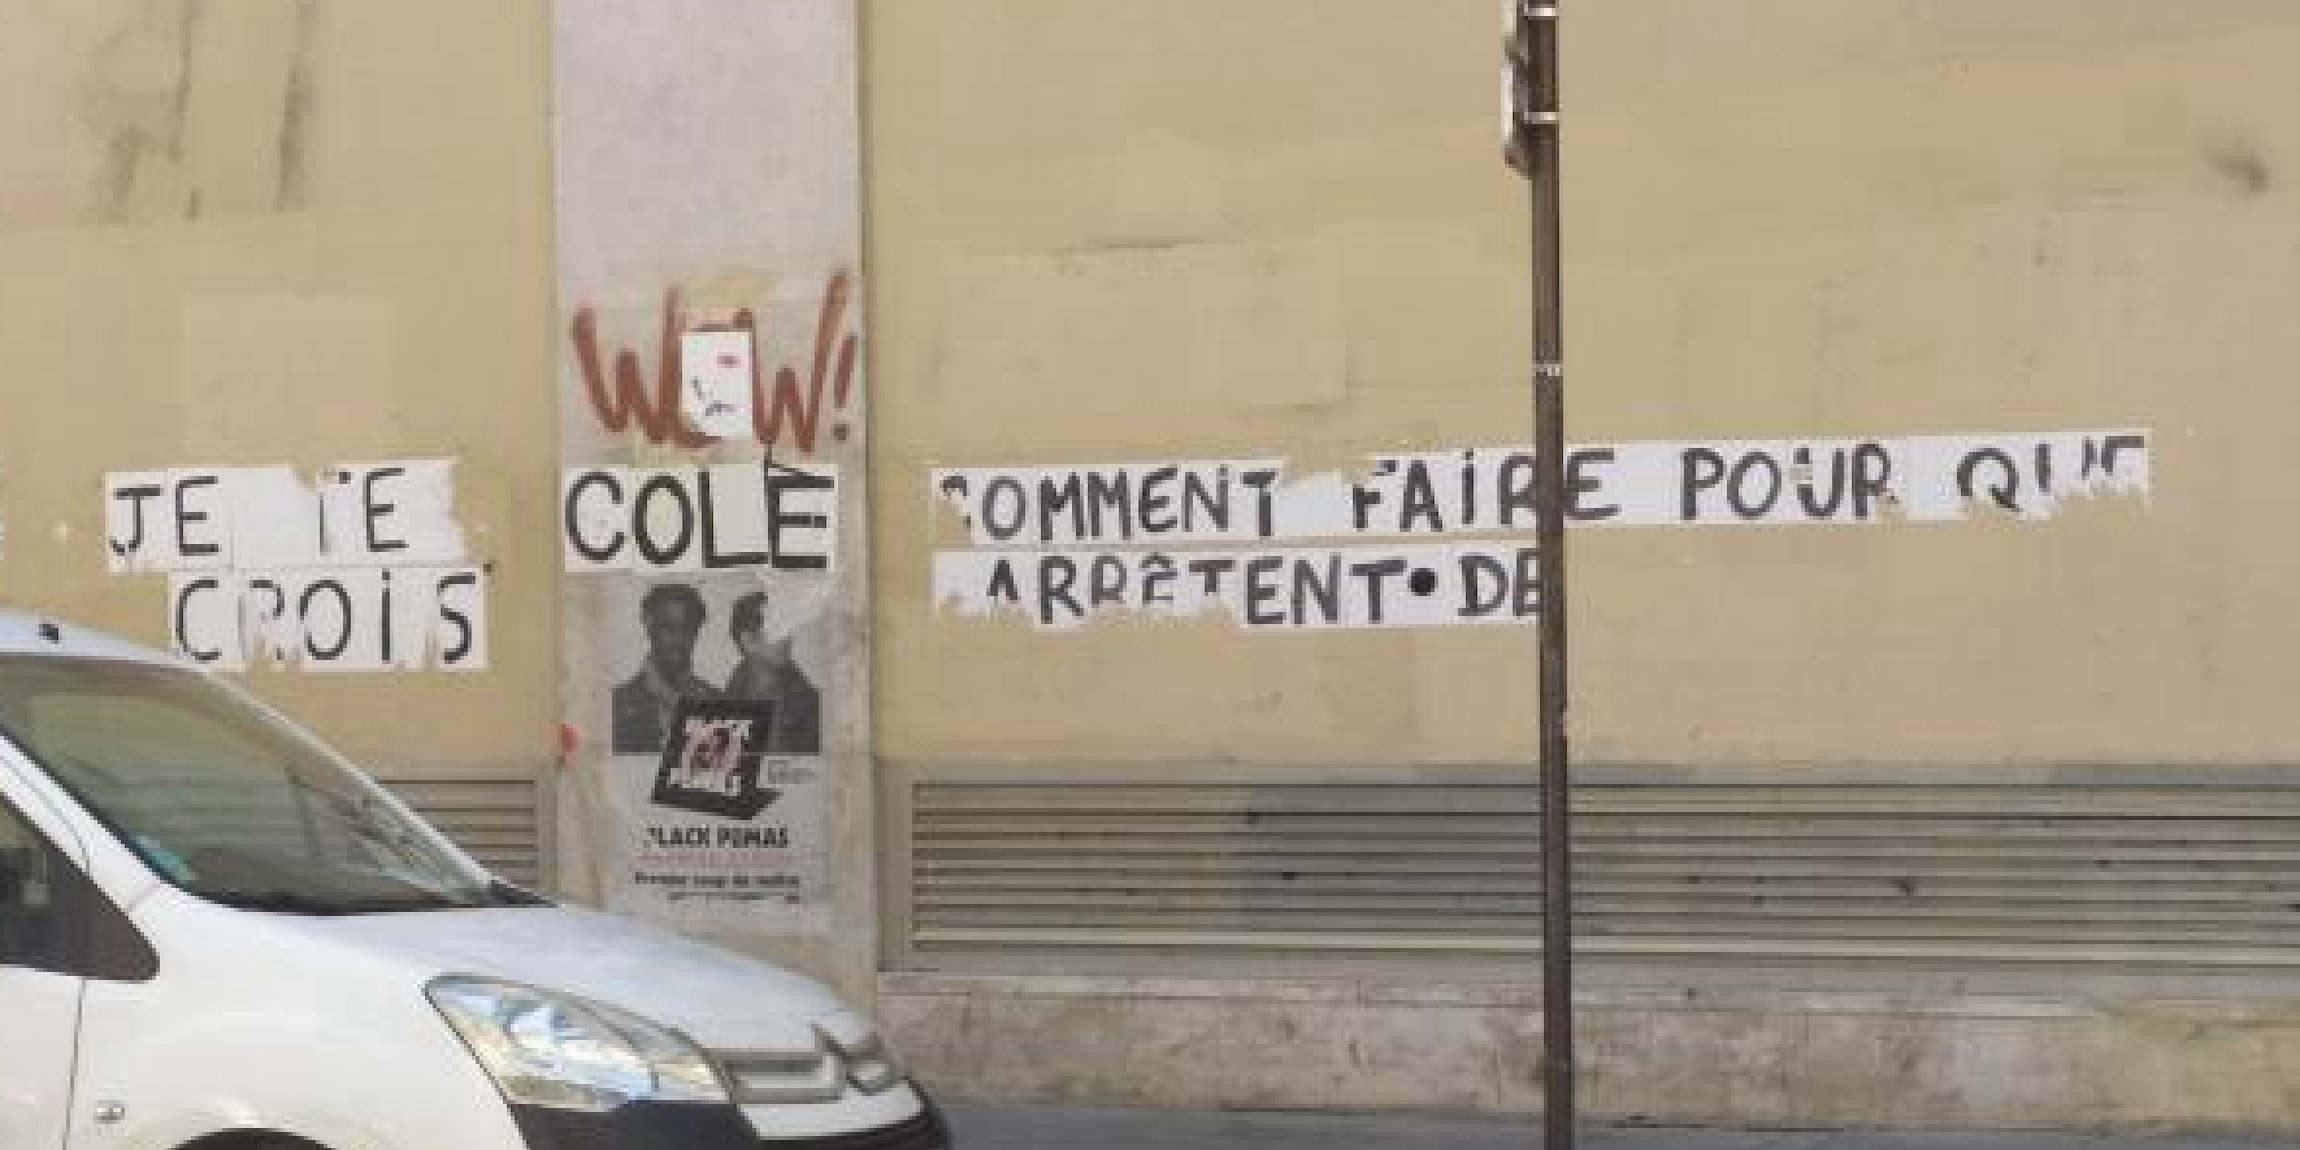 JE TE
CROIS
WOW!
COLÈ
COMMENT FAIRE POUR QUE
ARRÊTENT • DE
BLACK PUMAS